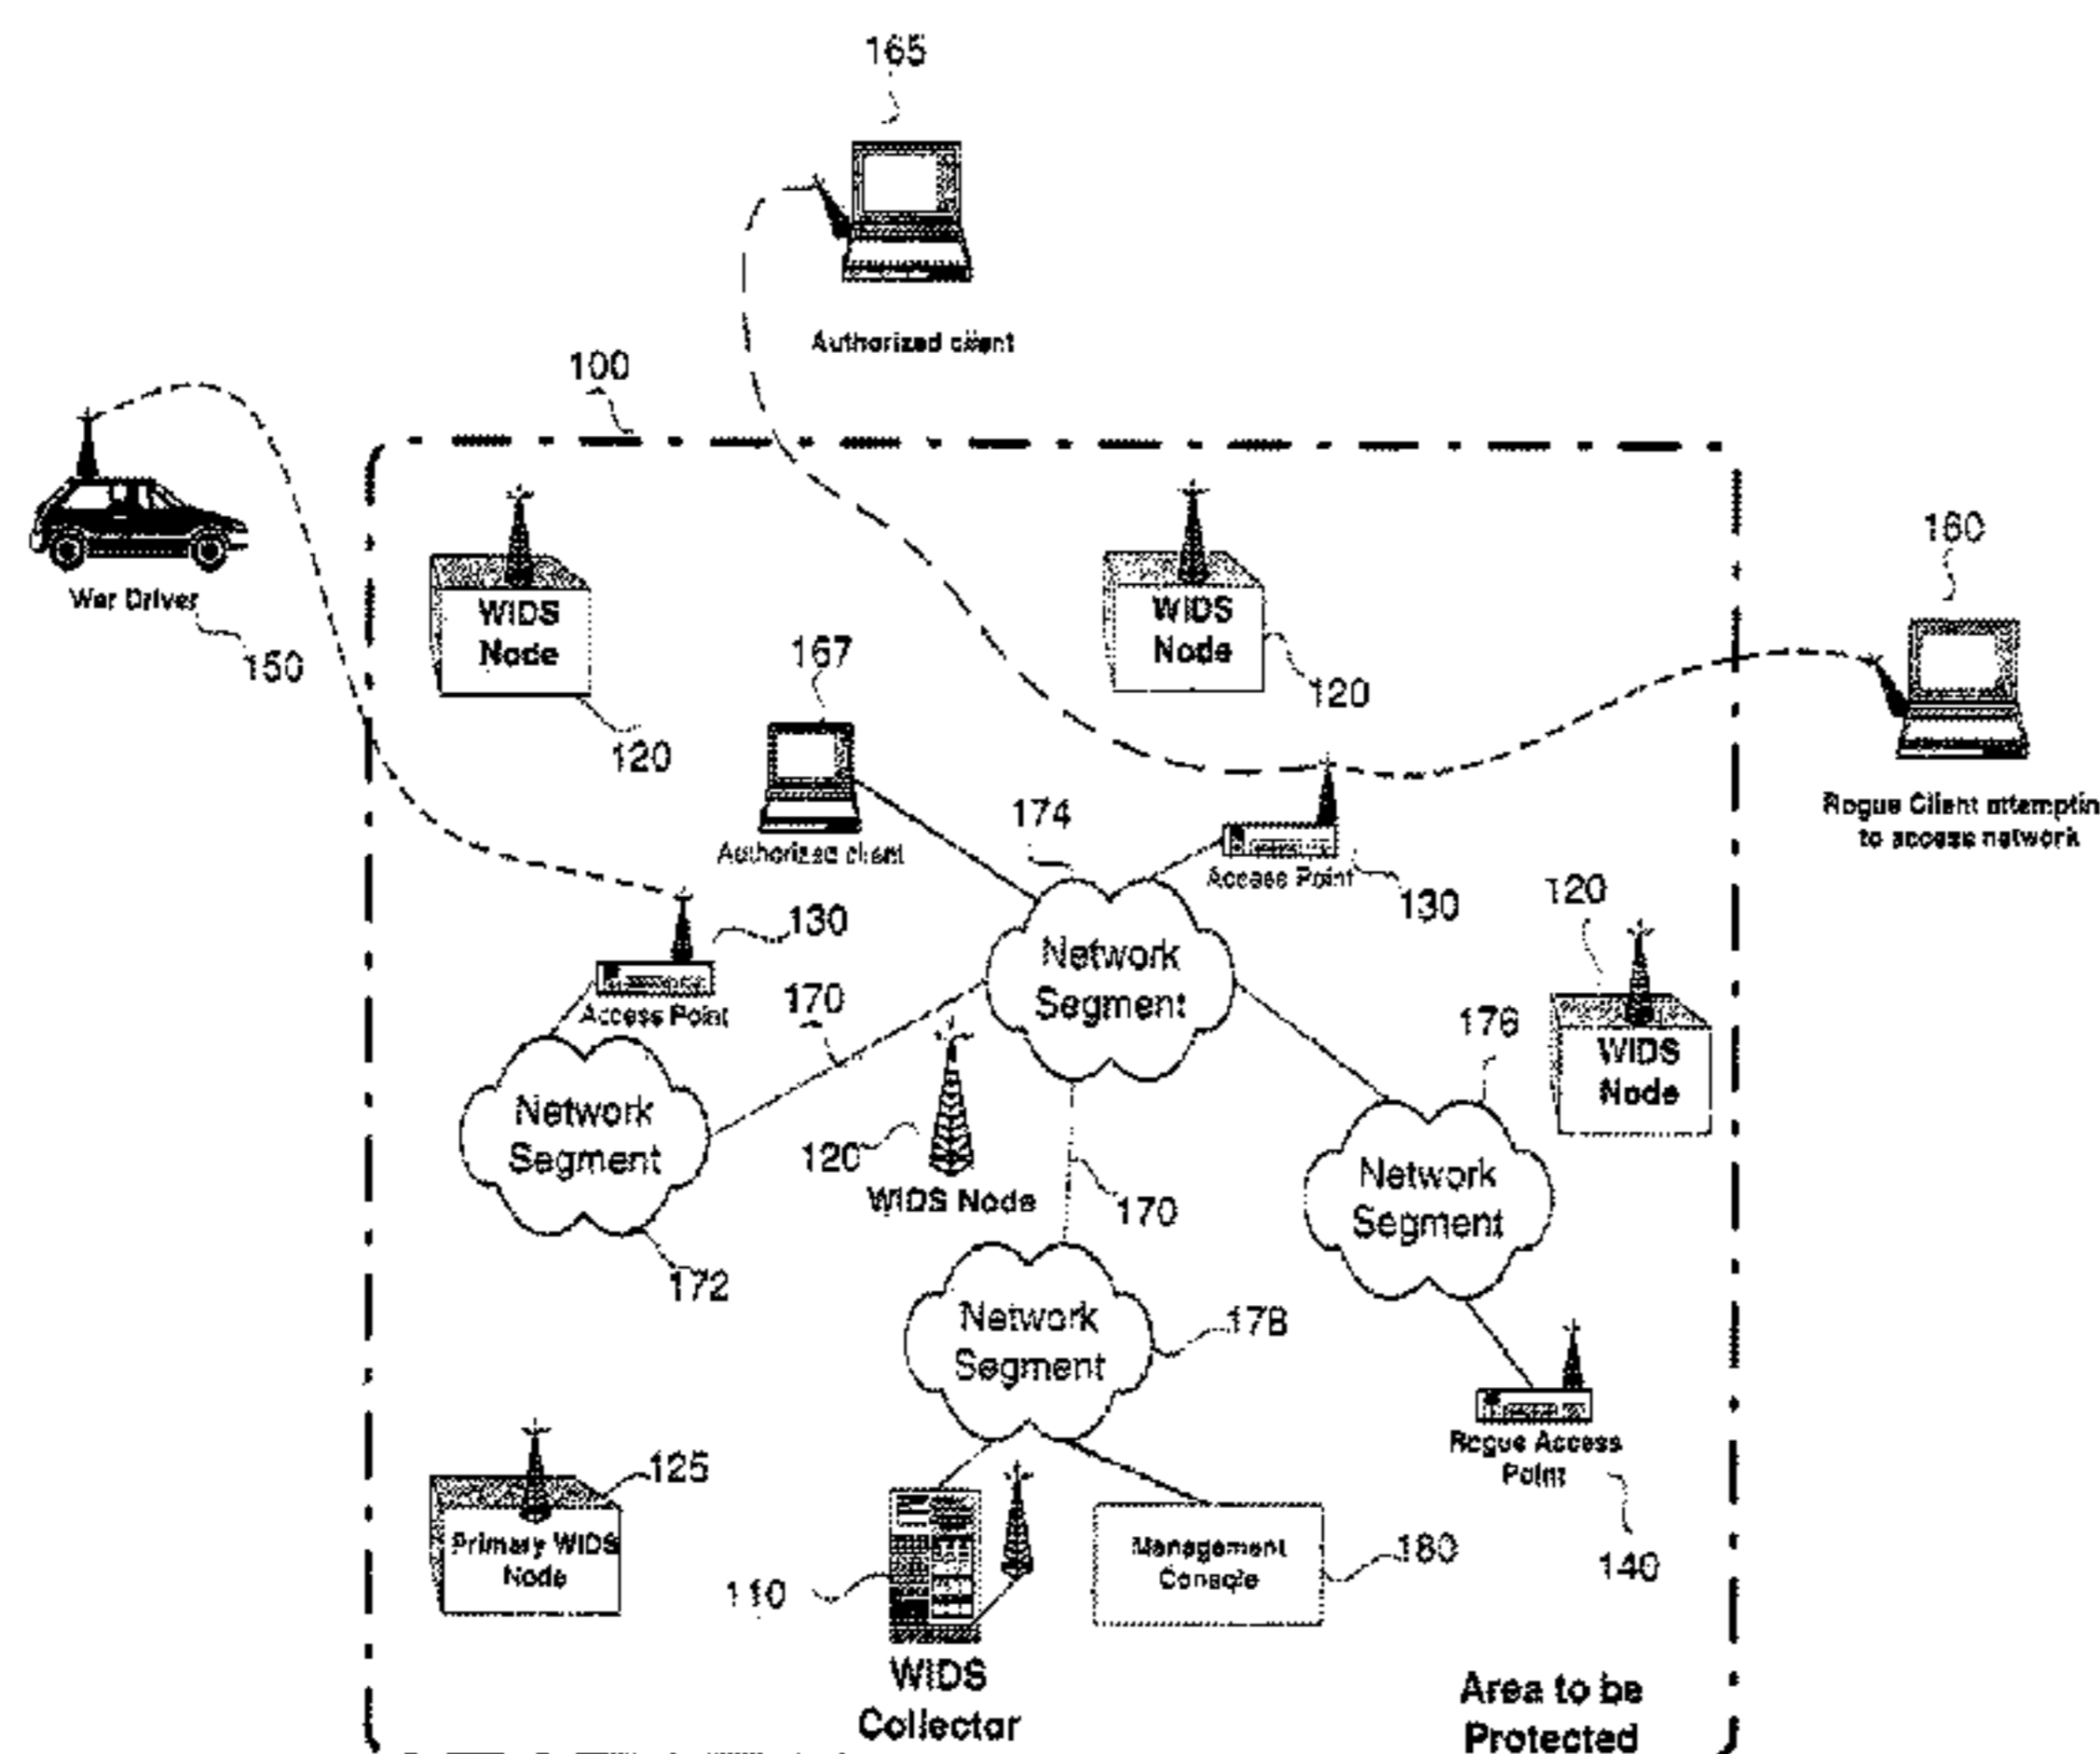 165
Authorized client
100
War Driver
150
WIDS
Node
120
WIDS
Node
120
160
Rogue Client attemptin
to access network
167
Authorized client
174
Access Point
130
120
WIDS
Node
130
Access Point
170
Network
Segment
176
Network
Segment
172
120
WIDS Node
170
Network
Segment
Network
Segment
178
Rogue Access
Point
140
125
Primary WIDS
Node
110
WIDS
Collector
Management
Console
180
Area to be
Protected